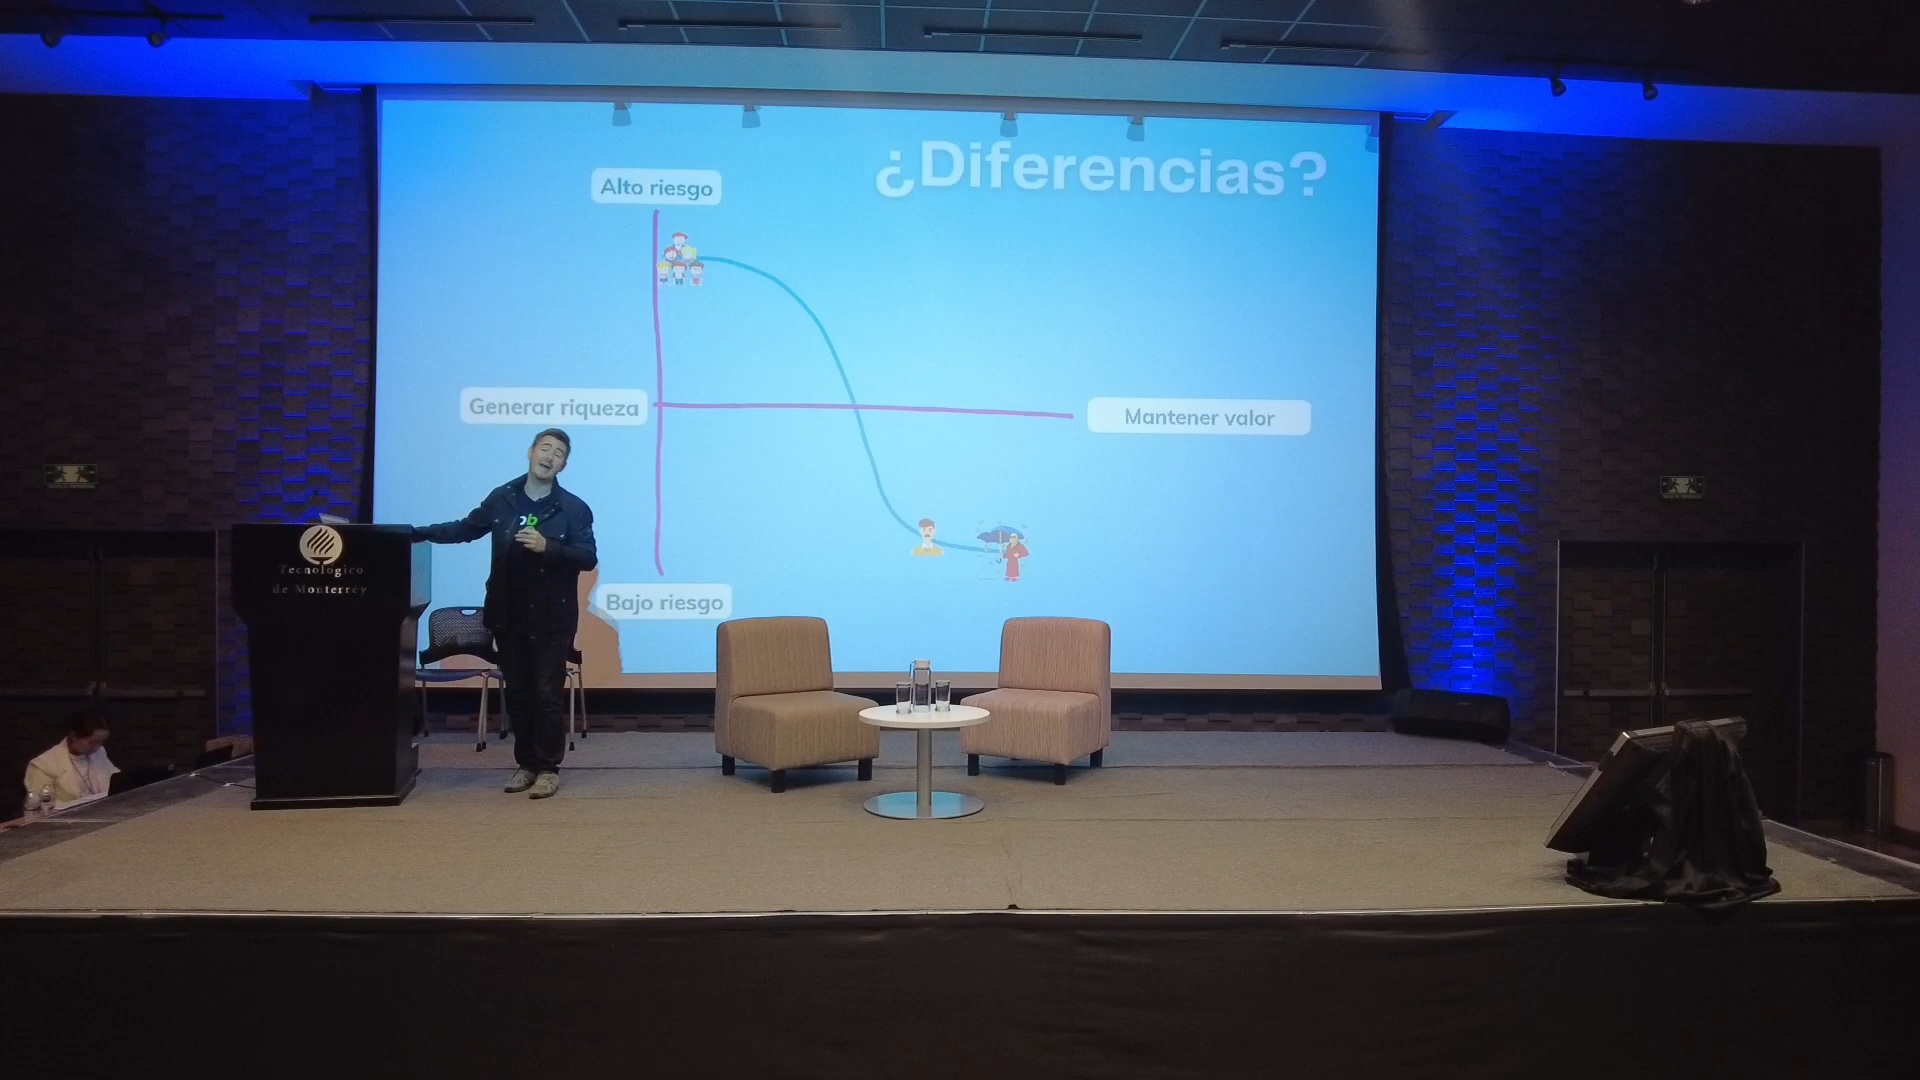 ¿Diferencias?
Alto riesgo
Generar riqueza
Mantener valor
Bajo riesgo
Tecnológico
de Monterrey